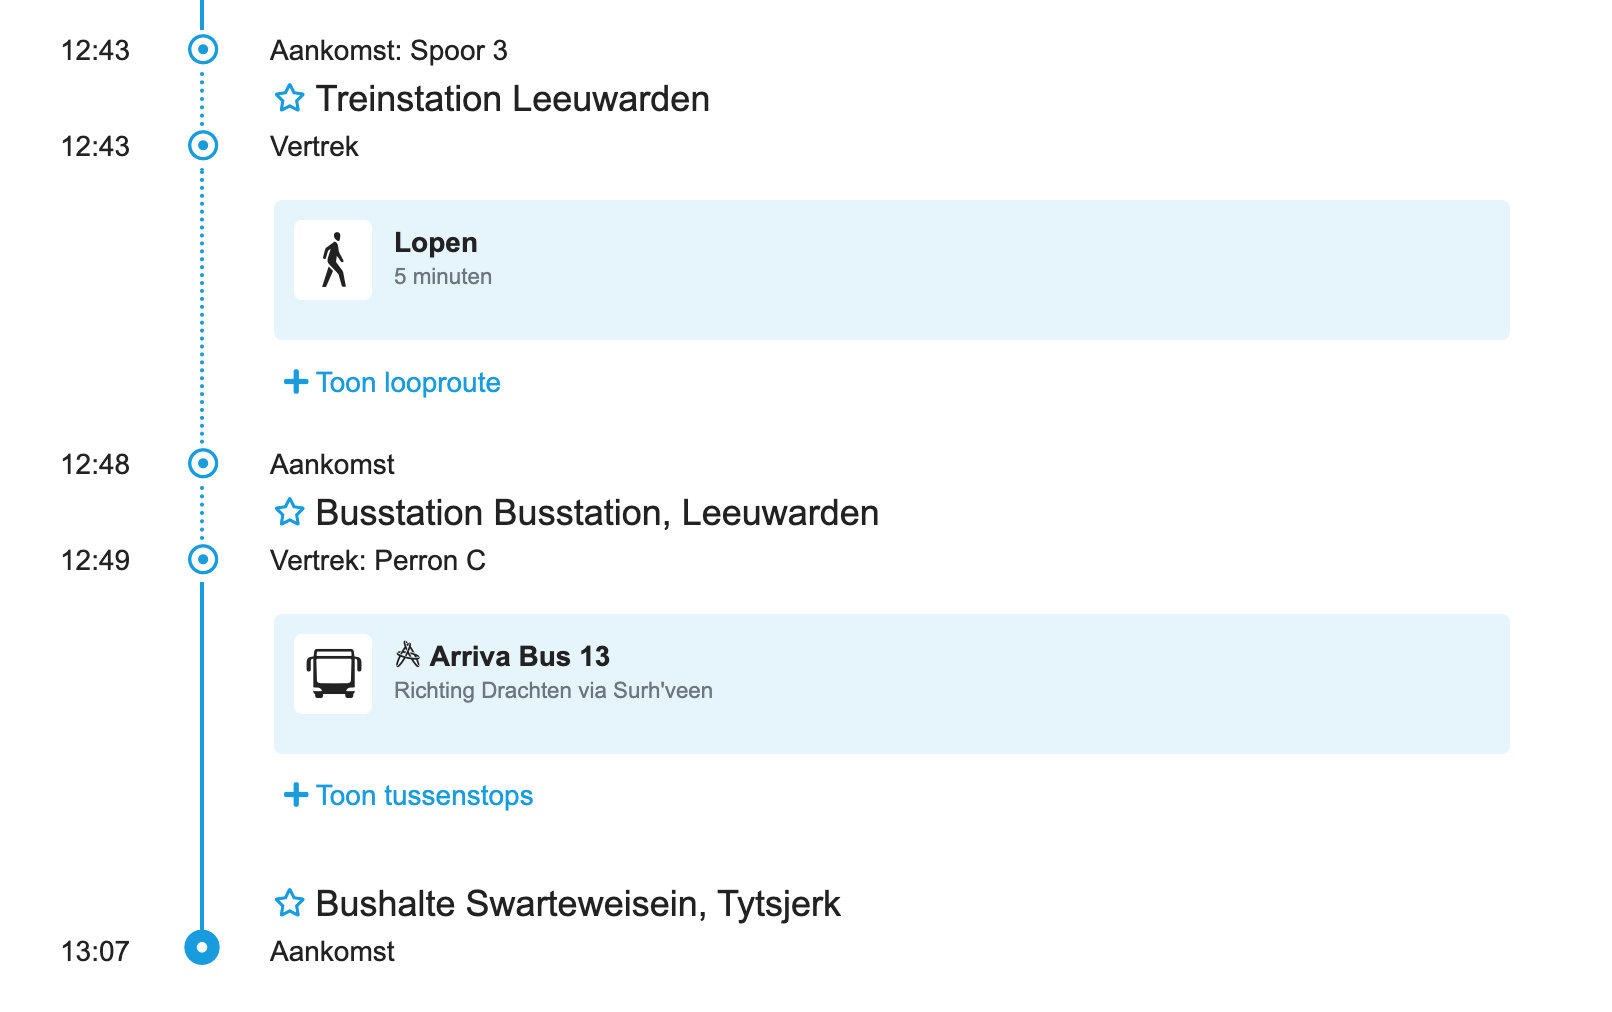 12:43 Aankomst: Spoor 3
Treinstation Leeuwarden
12:43 Vertrek
Lopen
5 minuten
Toon looproute
12:48 Aankomst
Busstation Busstation, Leeuwarden
12:49 Vertrek: Perron C
Arriva Bus 13
Richting Drachten via Surh'veen
Toon tussenstops
Bushalte Swarteweisein, Tytsjerk
13:07 Aankomst